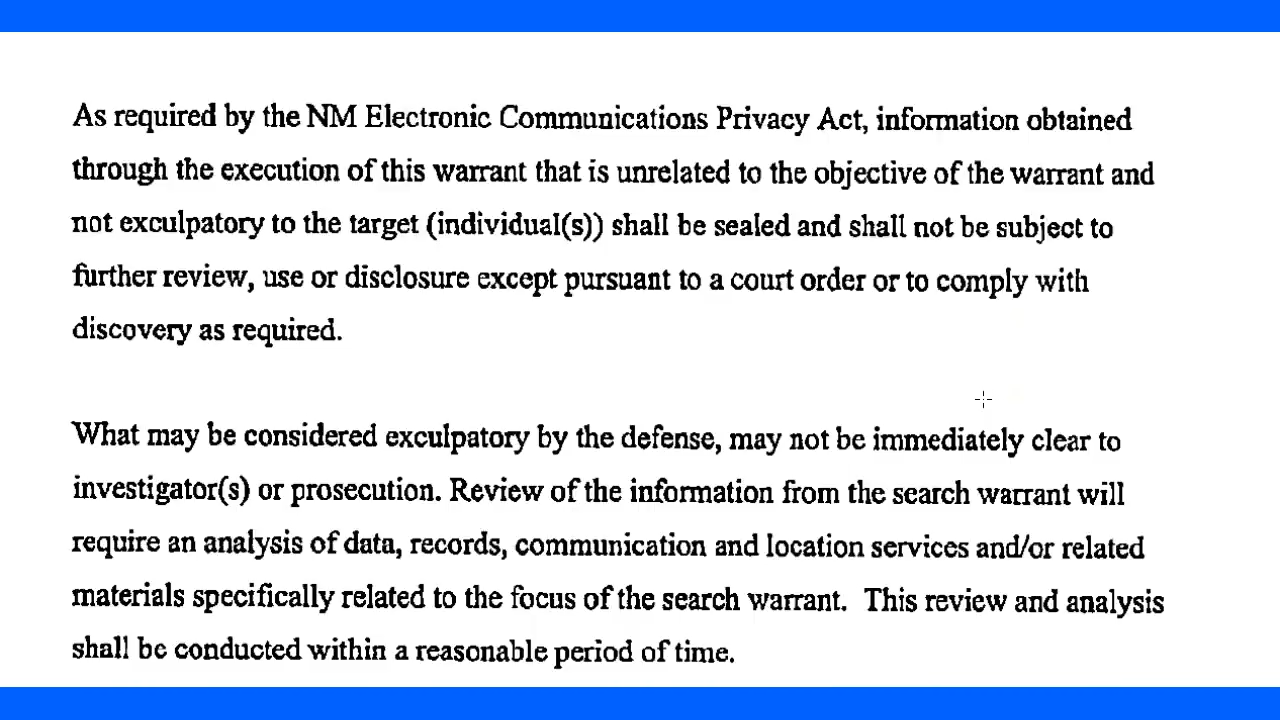 As required by the NM Electronic Communications Privacy Act, information obtained
through the execution of this warrant that is unrelated to the objective of the warrant and
not exculpatory to the target (individual(s)) shall be sealed and shall not be subject to
further review, use or disclosure except pursuant to a court order or to comply with
discovery as required.
What may be considered exculpatory by the defense, may not be immediately clear to
investigator(s) or prosecution. Review of the information from the search warrant will
require an analysis of data, records, communication and location services and/or related
materials specifically related to the focus of the search warrant. This review and analysis
shall be conducted within a reasonable period of time.